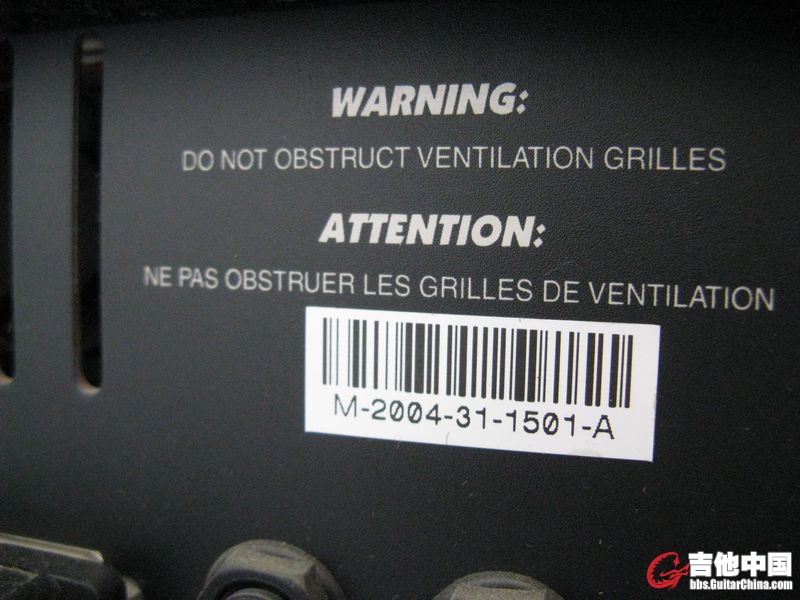 WARNING:
DO NOT OBSTRUCT VENTILATION GRILLES
ATTENTION:
NE PAS OBSTRUER LES GRILLES DE VENTILATION
M-2004-31-1501-A
吉他中国
bbs.GuitarChina.com